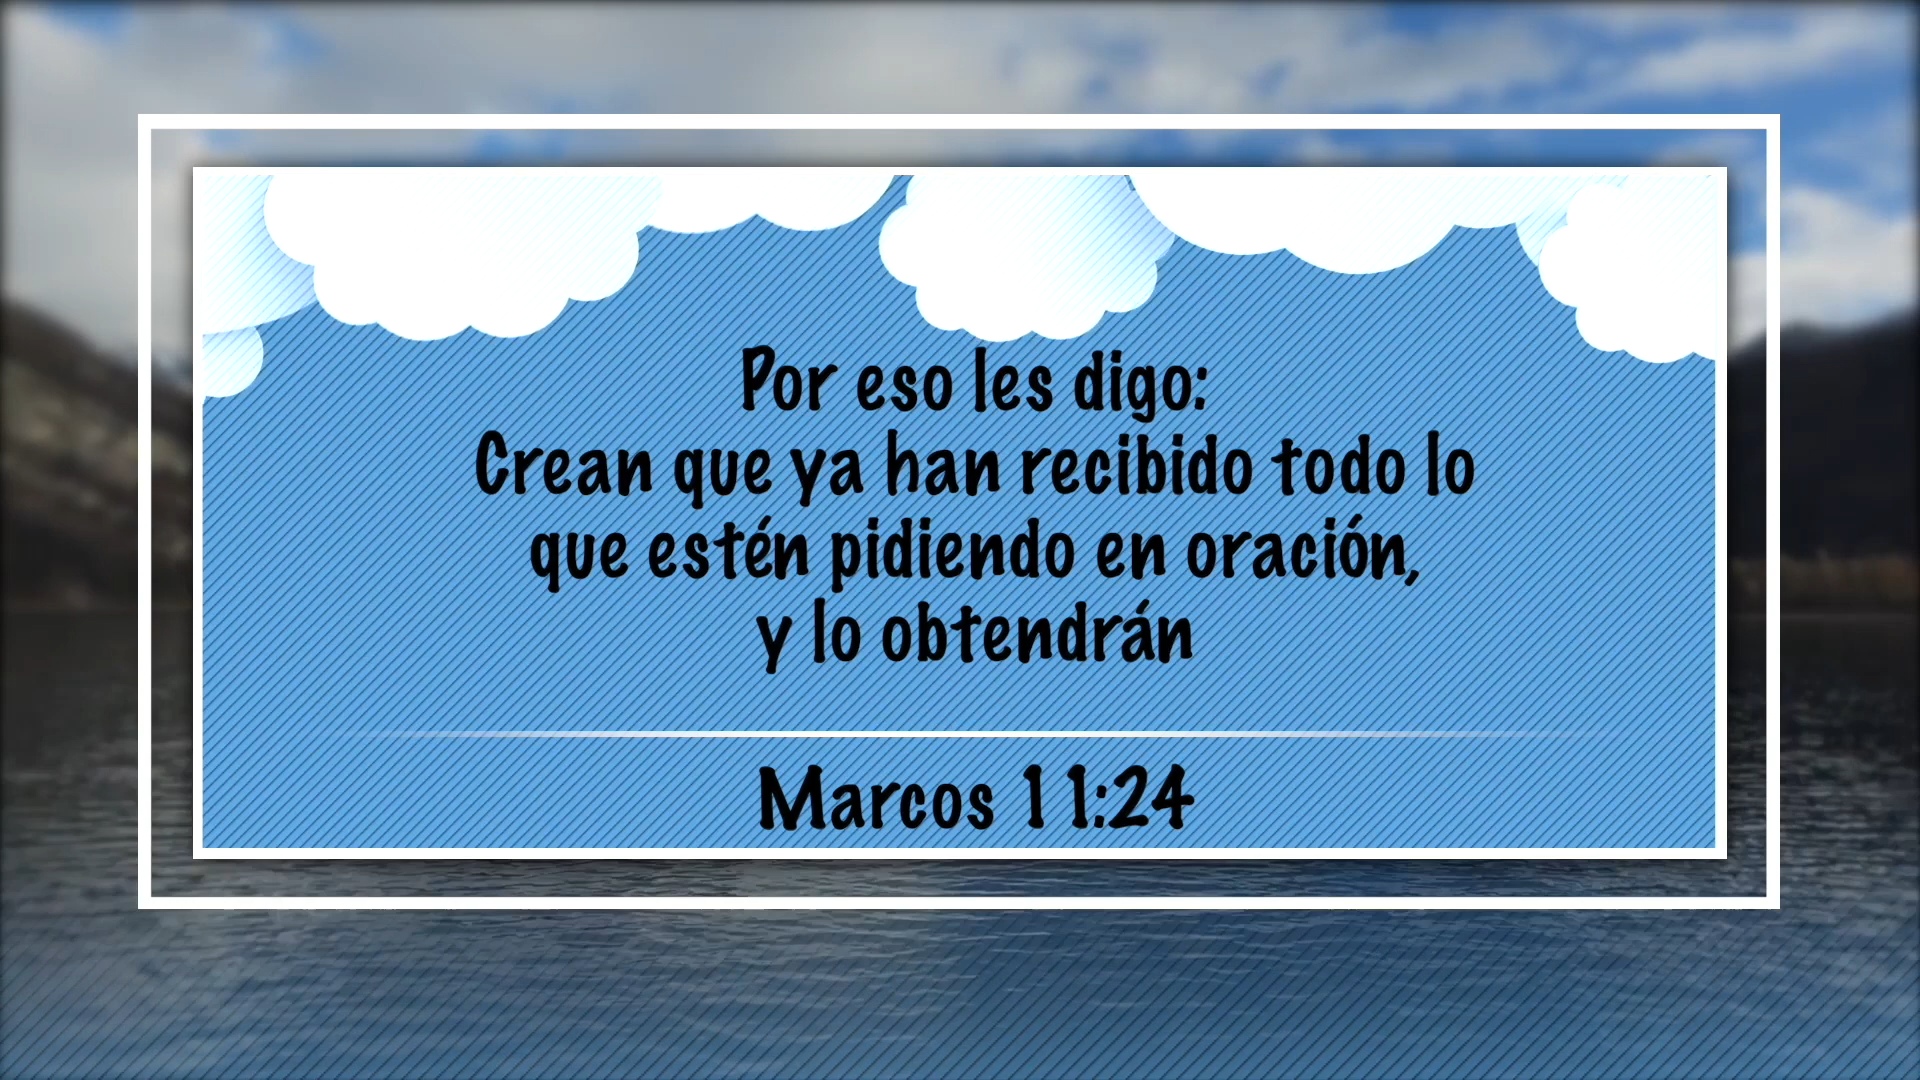 Por eso les digo:
Crean que ya han recibido todo lo
que estén pidiendo en oración,
y lo obtendrán
Marcos 11:24